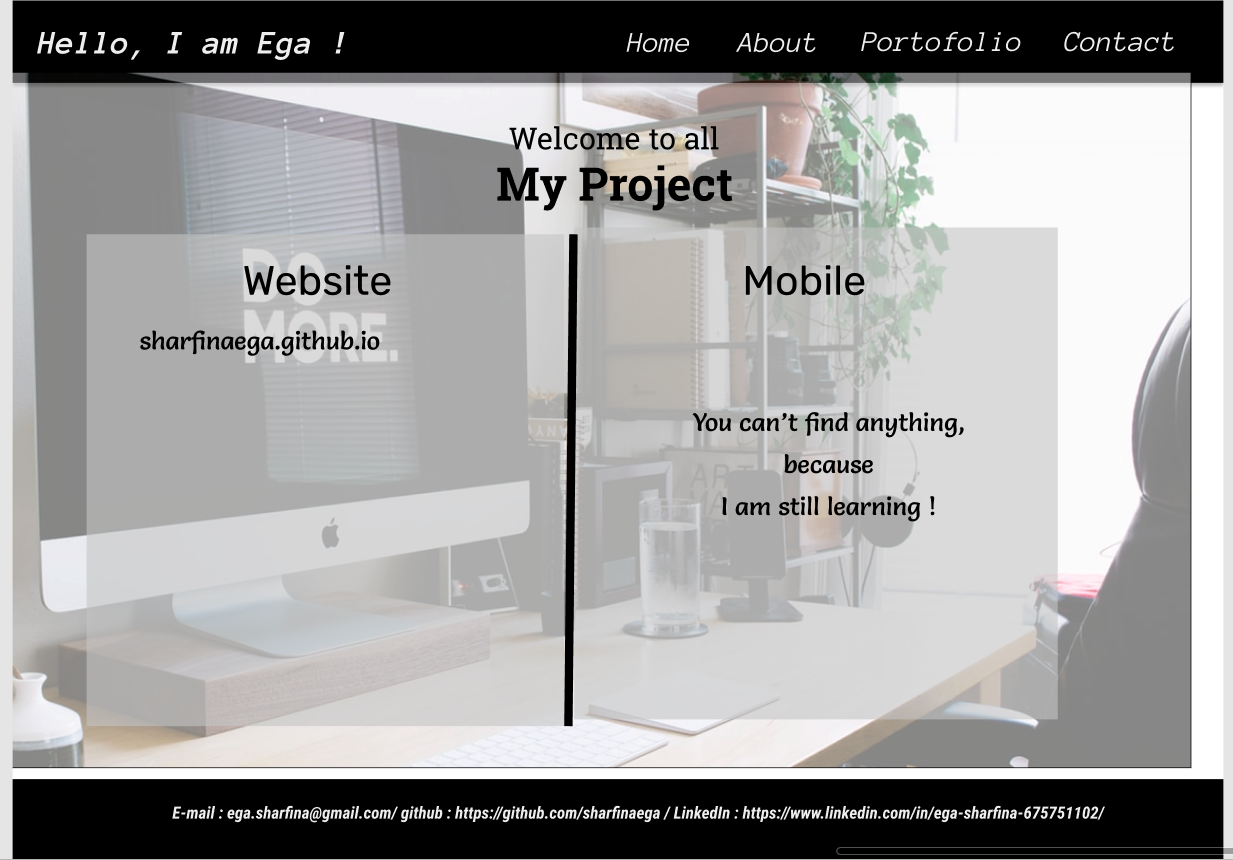 Hello, I am Ega !
Home About Portofolio Contact
Welcome to all
My Project
Website
DO
MORE.
sharfinaega.github.io
Mobile
You can't find anything,
because
I am still learning !
E-mail : ega.sharfina@gmail.com/ github : https://github.com/sharfinaega / LinkedIn : https://www.linkedin.com/in/ega-sharfina-675751102/